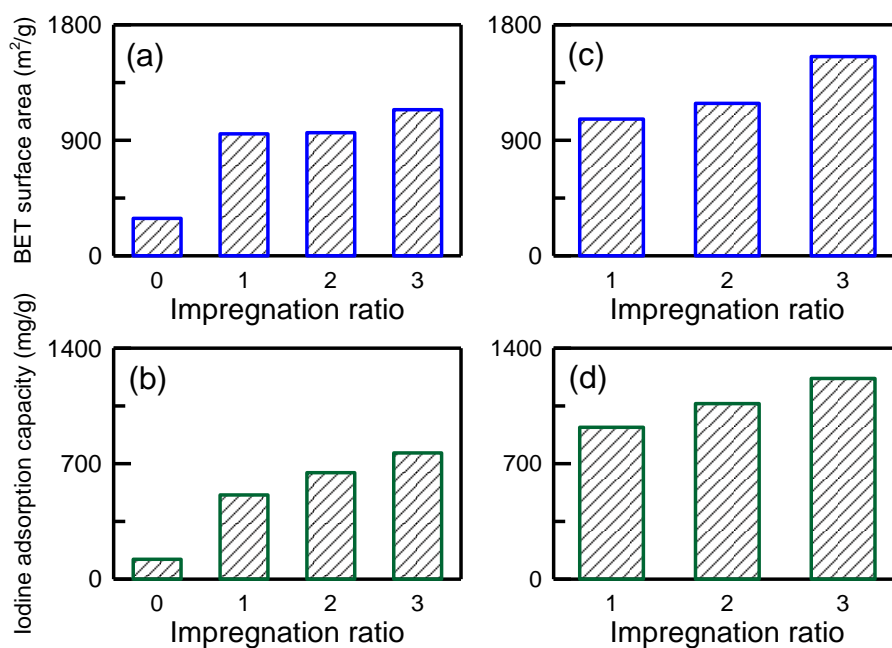 BET surface area (m²/g)
1800
900
0
(a)
0 1 2 3
Impregnation ratio
1800
900
0
(c)
1 2 3
Impregnation ratio
Iodine adsorption capacity (mg/g)
1400
700
0
(b)
0 1 2 3
Impregnation ratio
1400
700
0
(d)
1 2 3
Impregnation ratio